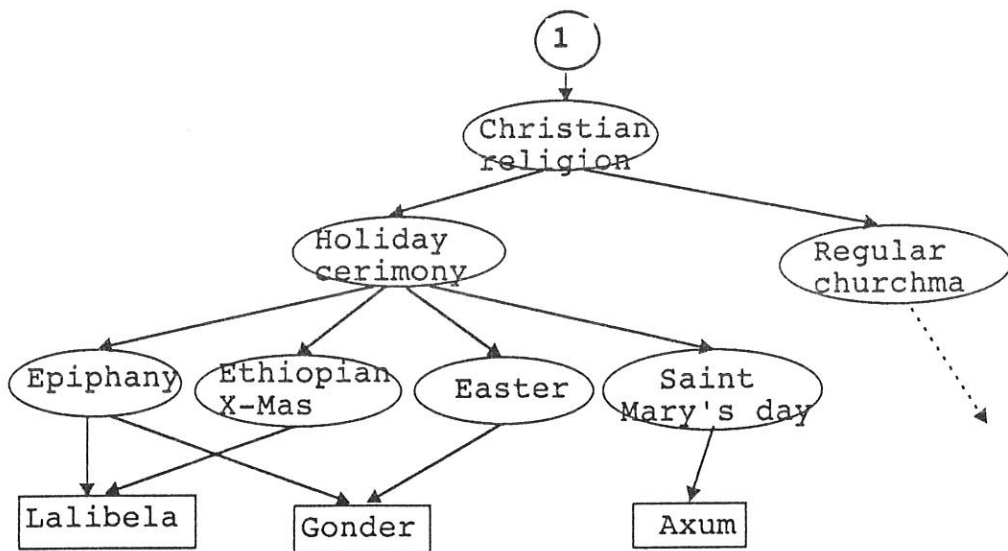 1
Christian
religion
Holiday
cerimony
Regular
churchma
Epiphany
Ethiopian
X-Mas
Easter
Saint
Mary's day
Lalibela
Gonder
Axum